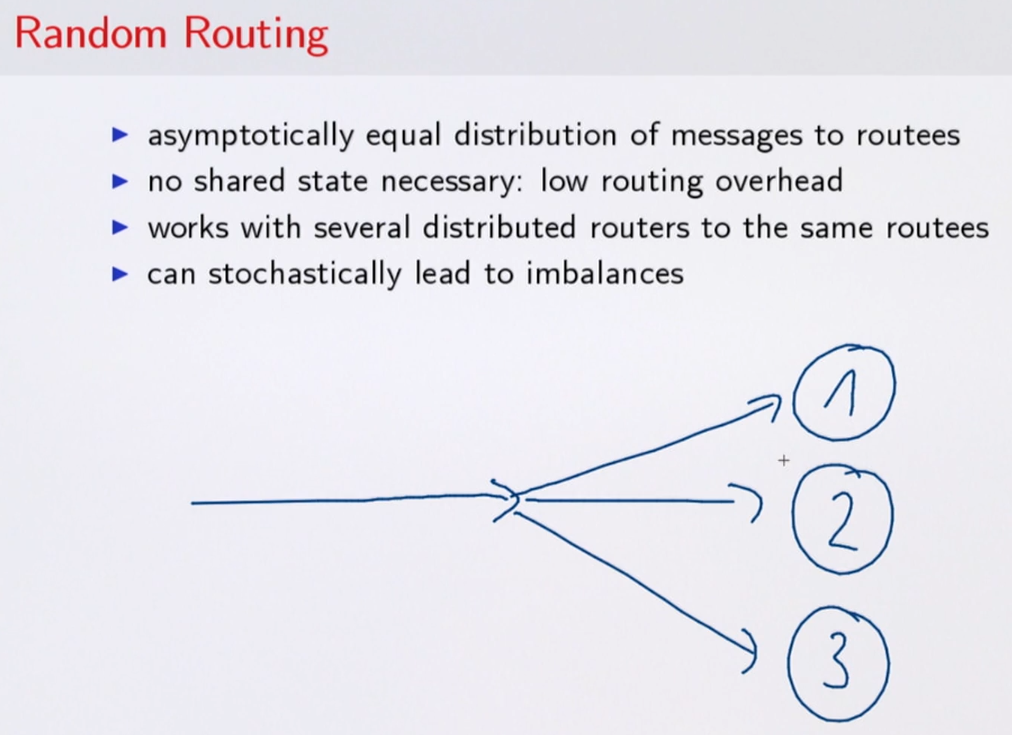 Random Routing
asymptotically equal distribution of messages to routees
no shared state necessary: low routing overhead
works with several distributed routers to the same routees
can stochastically lead to imbalances
1
2
3